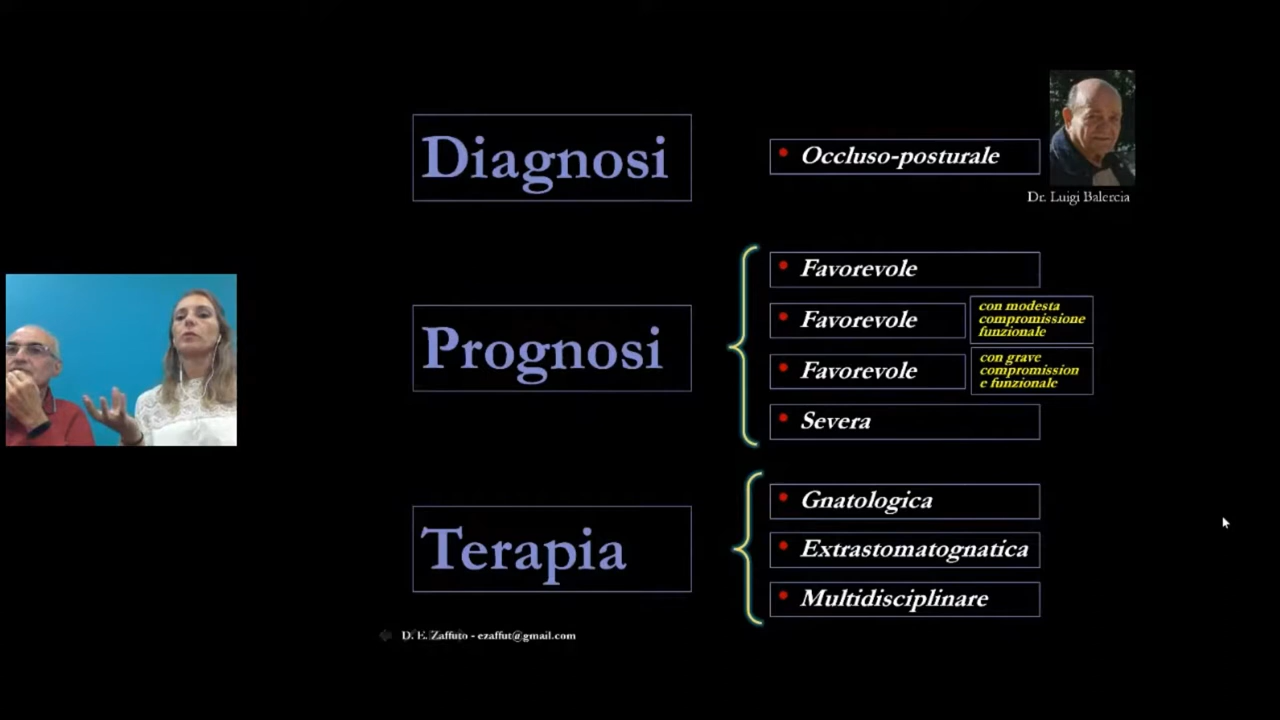 Diagnosi
• Occluso-posturale
Dr. Luigi Balercia
Prognosi
• Favorevole
• Favorevole
con modesta
compromissione
funzionale
• Favorevole
con grave
compromission
e funzionale
• Severa
Terapia
• Gnatologica
• Extrastomatognatica
• Multidisciplinare
D. E. Zaffuto - ezaffut@gmail.com